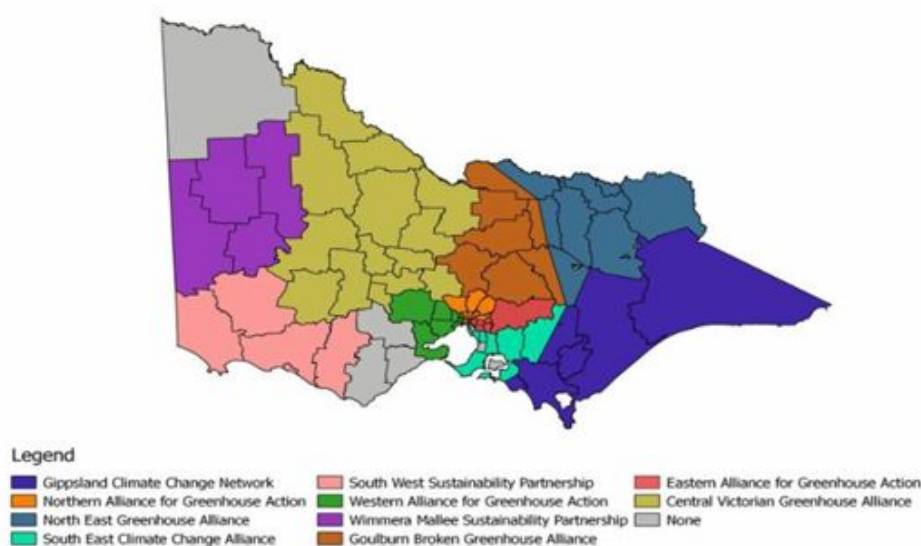 Legend
Gippsland Climate Change Network
Northern Alliance for Greenhouse Action
North East Greenhouse Alliance
South East Climate Change Alliance
South West Sustainability Partnership
Western Alliance for Greenhouse Action
Wimmera Mallee Sustainability Partnership
Goulburn Broken Greenhouse Alliance
Eastern Alliance for Greenhouse Action
Central Victorian Greenhouse Alliance
None